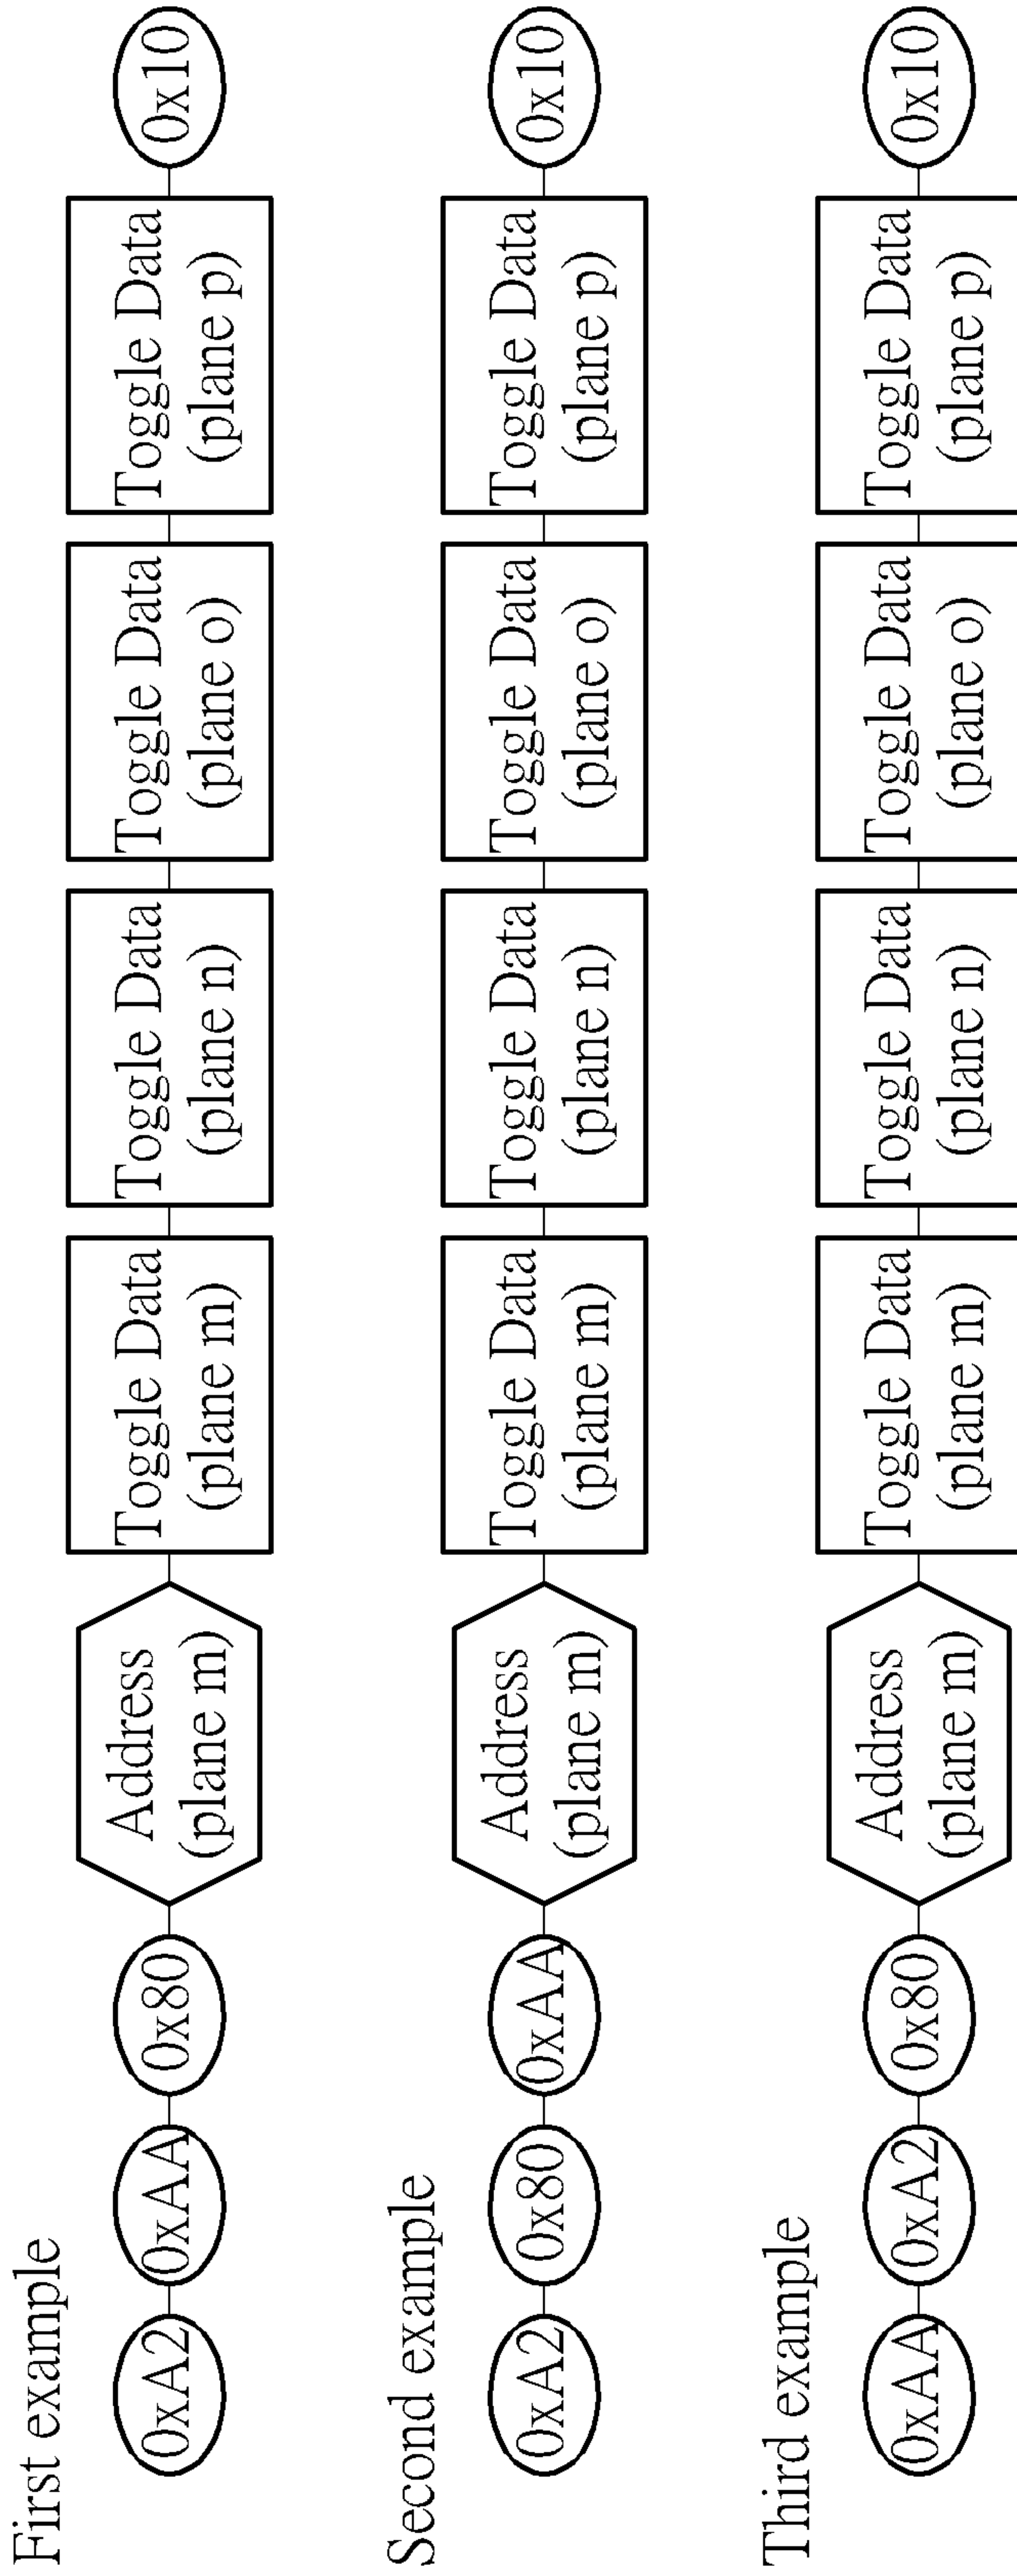 First example
0xA2
0xAA
0x80
Address
(plane m)
Toggle Data
(plane m)
Toggle Data
(plane n)
Toggle Data
(plane o)
Toggle Data
(plane p)
0x10
Second example
0xA2
0x80
0xAA
Address
(plane m)
Toggle Data
(plane m)
Toggle Data
(plane n)
Toggle Data
(plane o)
Toggle Data
(plane p)
0x10
Third example
0xAA
0xA2
0x80
Address
(plane m)
Toggle Data
(plane m)
Toggle Data
(plane n)
Toggle Data
(plane o)
Toggle Data
(plane p)
0x10